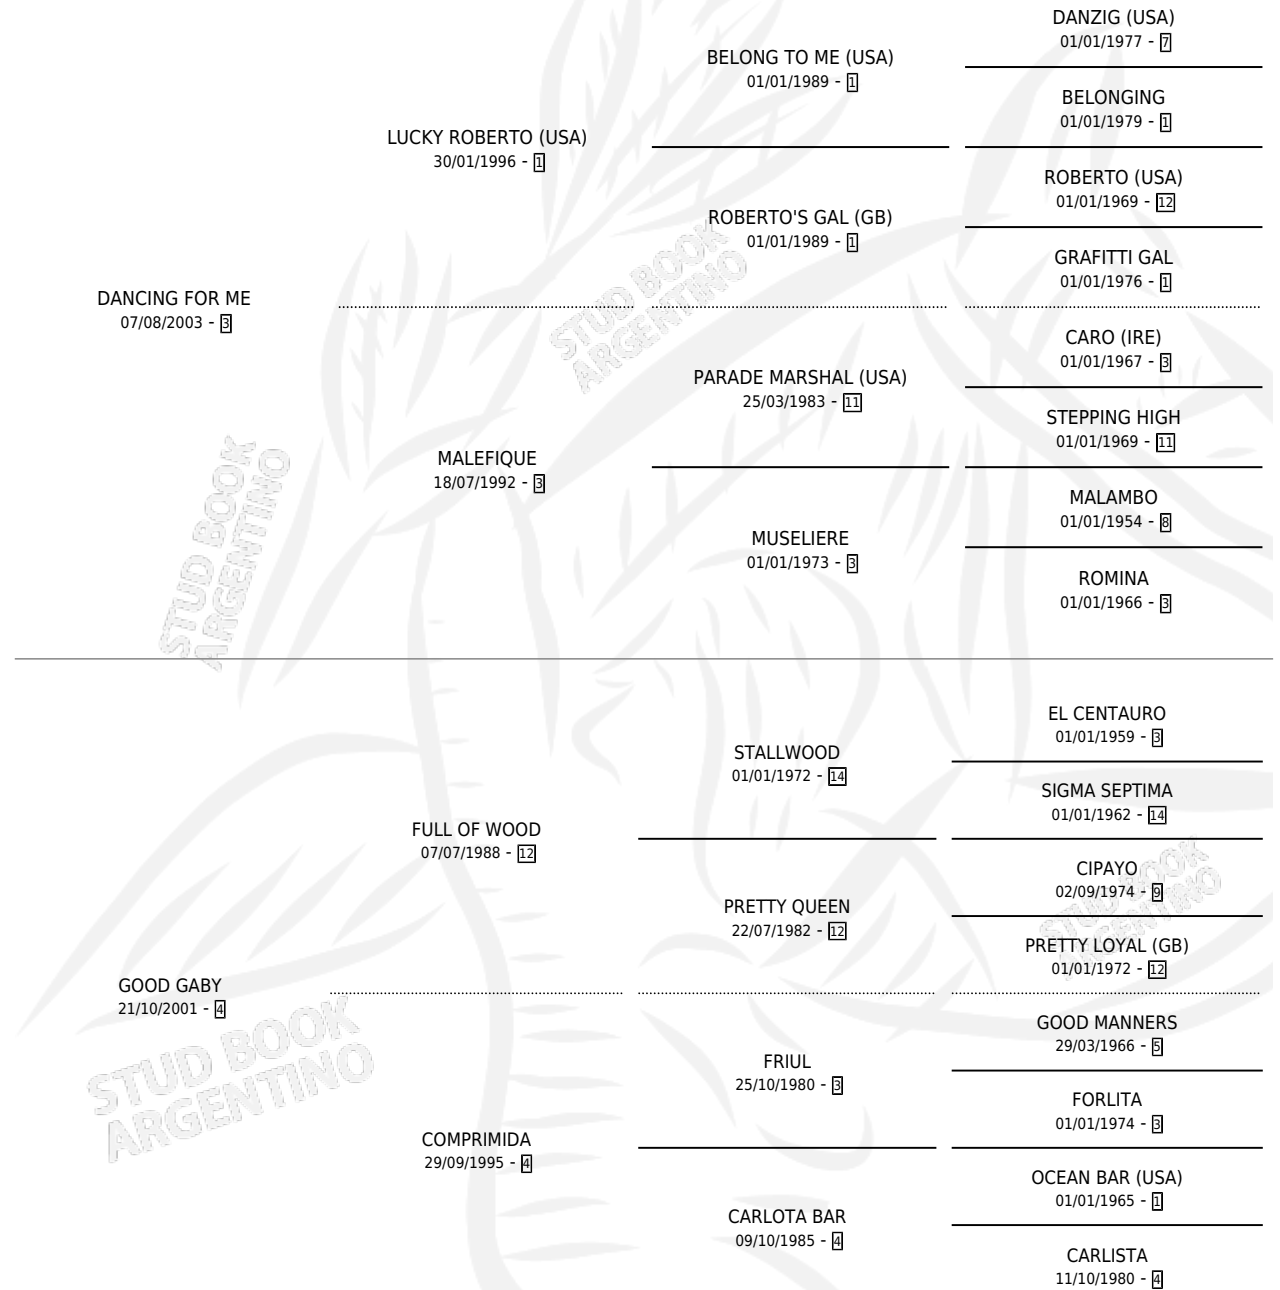 DANZIG (USA)
01/01/1977 - 7
BELONG TO ME (USA)
01/01/1989 - 1
BELONGING
01/01/1979 - 1
LUCKY ROBERTO (USA)
30/01/1996 - 1
ROBERTO (USA)
01/01/1969 - 12
ROBERTO'S GAL (GB)
01/01/1989 - 1
GRAFITTI GAL
01/01/1976 - 1
DANCING FOR ME
07/08/2003 - 3
STUD BOOK
ARGENTINO
CARO (IRE)
01/01/1967 - 3
PARADE MARSHAL (USA)
25/03/1983 - 11
STEPPING HIGH
01/01/1969 - 11
MALEFIQUE
18/07/1992 - 3
MALAMBO
01/01/1954 - 8
MUSELIERE
01/01/1973 - 3
ROMINA
01/01/1966 - 3
STUD BOOK
ARGENTINO
EL CENTAURO
01/01/1959 - 3
STALLWOOD
01/01/1972 - 14
SIGMA SEPTIMA
01/01/1962 - 14
FULL OF WOOD
07/07/1988 - 12
CIPAYO
02/09/1974 - 9
STUD BOOK
ARGENTINO
PRETTY QUEEN
22/07/1982 - 12
PRETTY LOYAL (GB)
01/01/1972 - 12
GOOD GABY
21/10/2001 - 4
STUD BOOK
ARGENTINO
GOOD MANNERS
29/03/1966 - 5
FRIUL
25/10/1980 - 3
FORLITA
01/01/1974 - 3
COMPRIMIDA
29/09/1995 - 4
OCEAN BAR (USA)
01/01/1965 - 1
CARLOTA BAR
09/10/1985 - 4
CARLISTA
11/10/1980 - 4